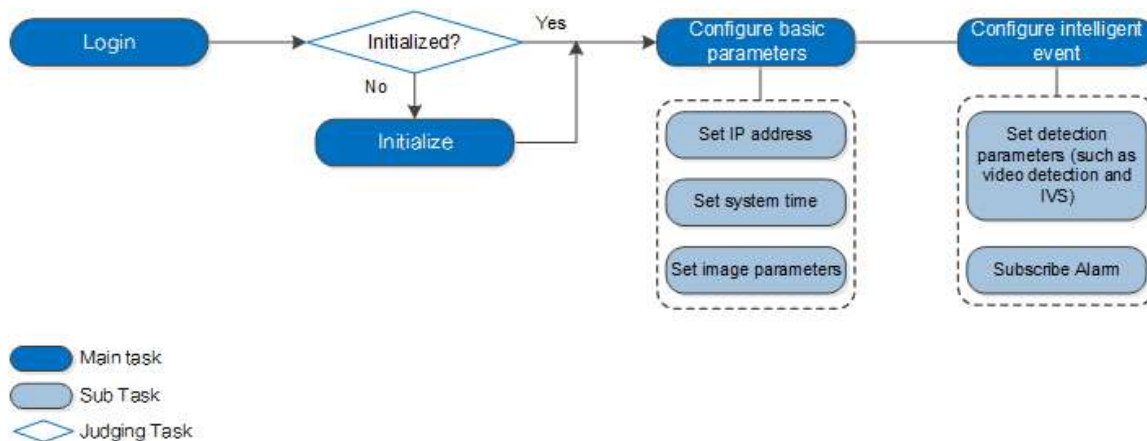 Login
Initialized?
Yes
No
Initialize
Configure basic
parameters
Set IP address
Set system time
Set image parameters
Configure intelligent
event
Set detection
parameters (such as
video detection and
IVS)
Subscribe Alarm
Main task
Sub Task
Judging Task